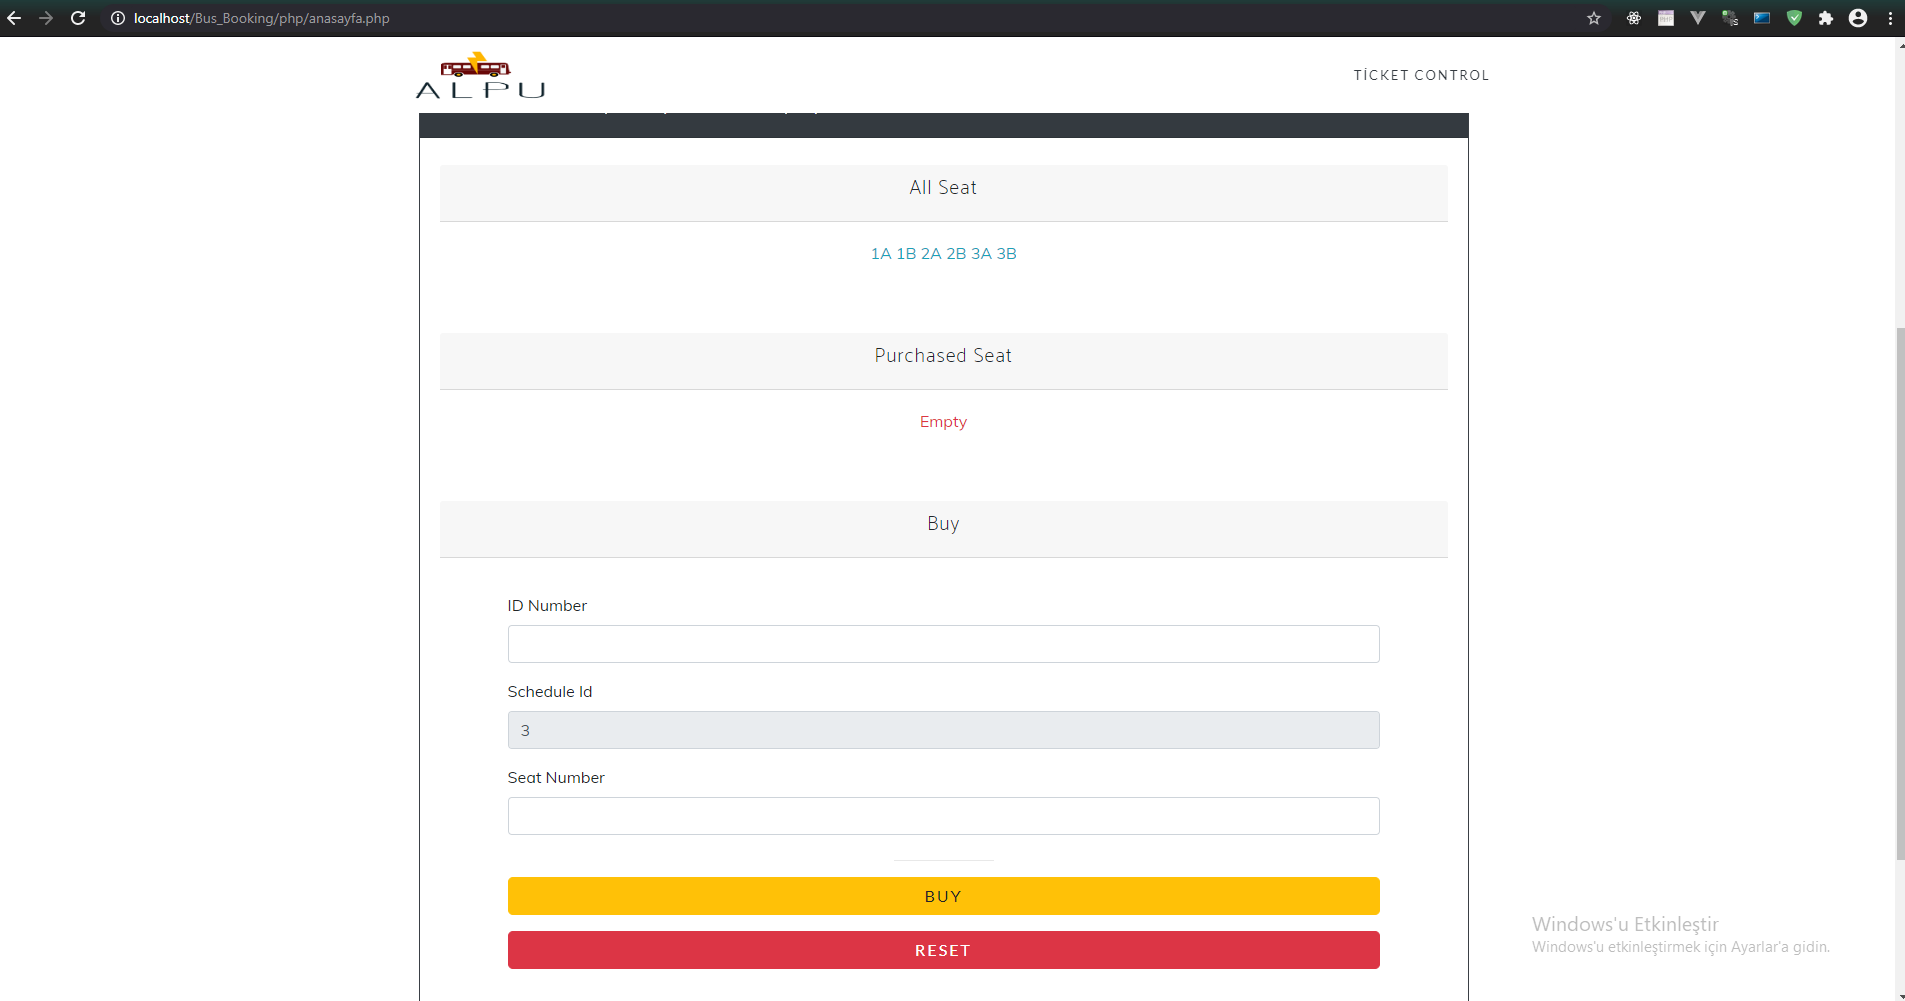 localhost/Bus_Booking/php/anasayfa.php
ALPU
TİCKET CONTROL
All Seat
1A 1B 2A 2B 3A 3B
Purchased Seat
Empty
Buy
ID Number
Schedule Id
3
Seat Number
BUY
RESET
Windows'u Etkinleştir
Windows'u etkinleştirmek için Ayarlar'a gidin.